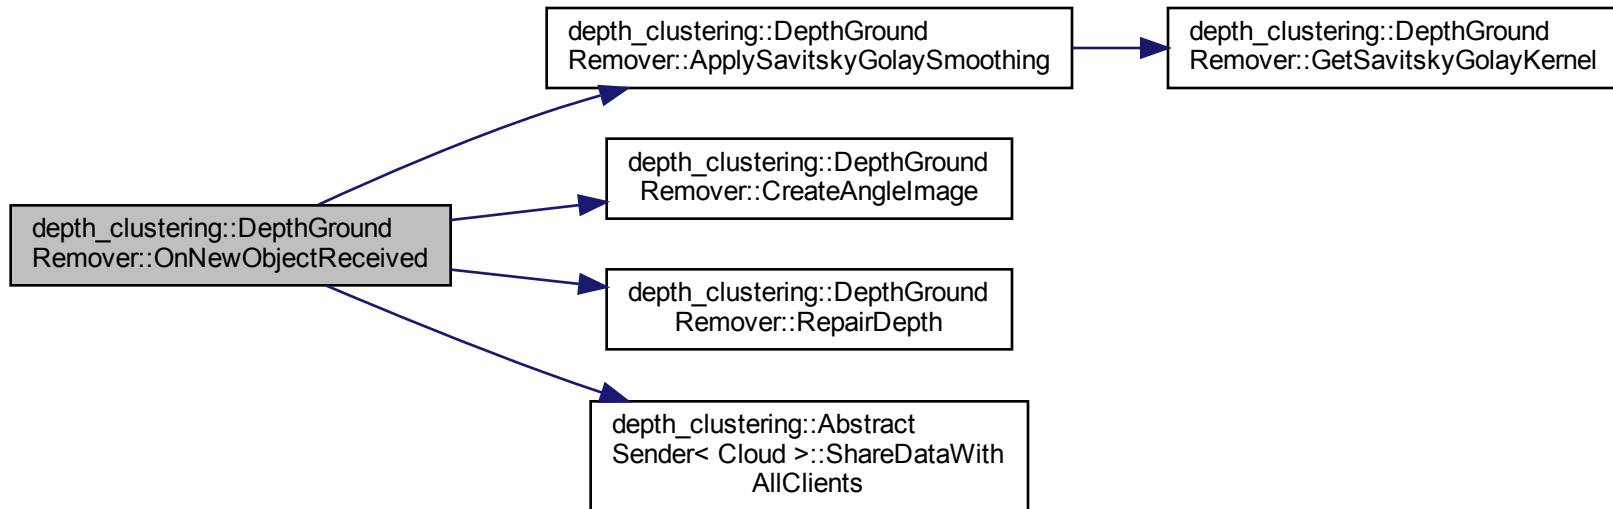 depth_clustering::DepthGround
Remover::OnNewObjectReceived
depth_clustering::DepthGround
Remover::ApplySavitskyGolaySmoothing
depth_clustering::DepthGround
Remover::GetSavitskyGolayKernel
depth_clustering::DepthGround
Remover::CreateAngleImage
depth_clustering::DepthGround
Remover::RepairDepth
depth_clustering::Abstract
Sender< Cloud >::ShareDataWith
AllClients